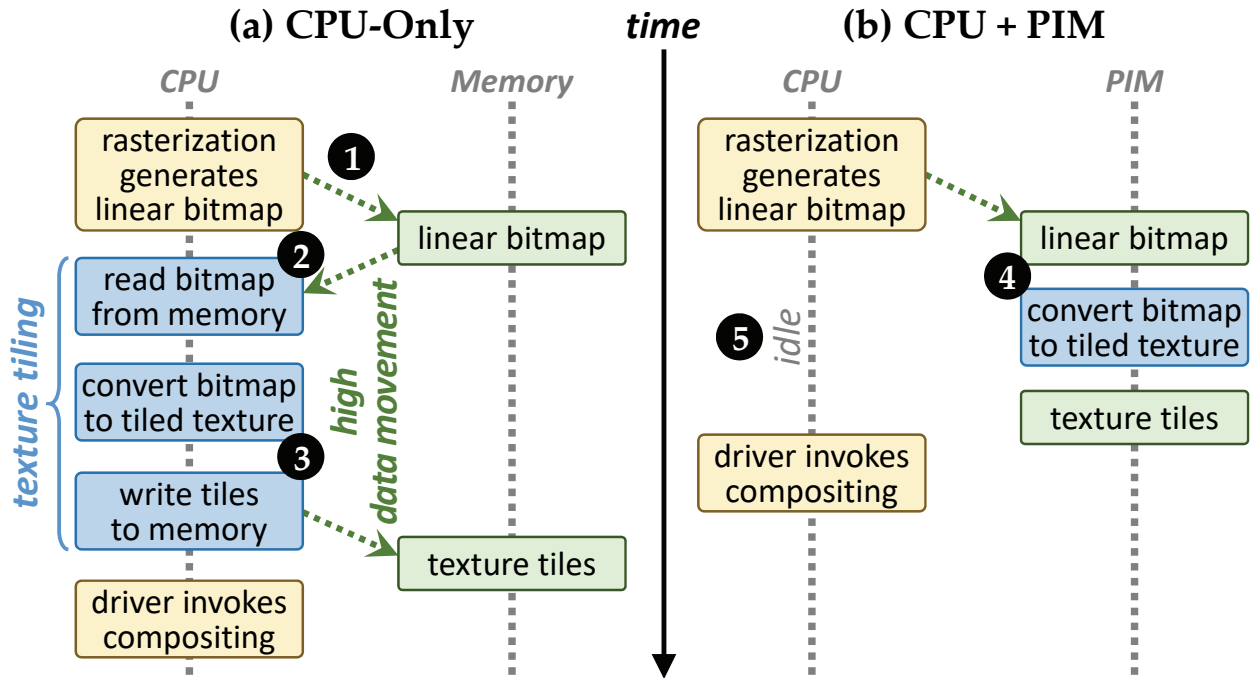 (a) CPU-Only
time
(b) CPU + PIM
CPU
Memory
CPU
PIM
rasterization
generates
linear bitmap
1
linear bitmap
2
read bitmap
from memory
texture tiling
convert bitmap
to tiled texture
high
data movement
3
write tiles
to memory
texture tiles
driver invokes
compositing
rasterization
generates
linear bitmap
linear bitmap
4
convert bitmap
to tiled texture
5
idle
texture tiles
driver invokes
compositing